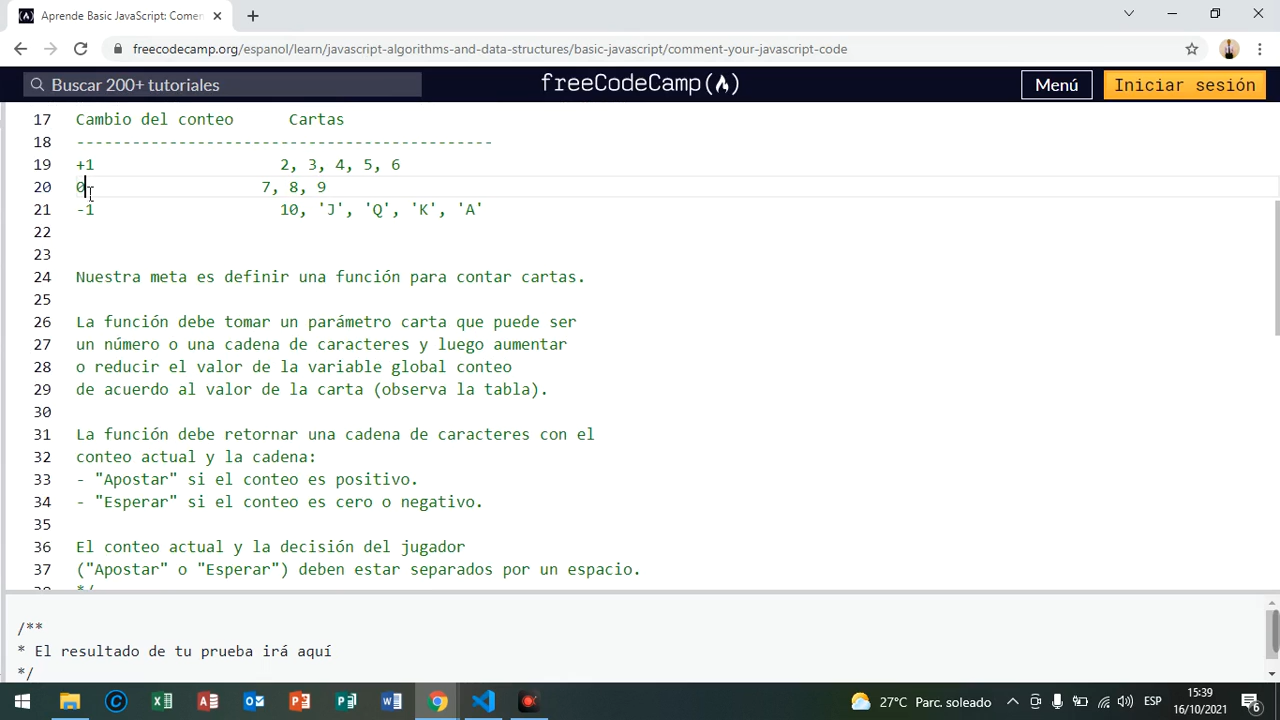 Aprende Basic JavaScript: Comen
freecodecamp.org/espanol/learn/javascript-algorithms-and-data-structures/basic-javascript/comment-your-javascript-code
Buscar 200+ tutoriales
freeCodeCamp
Menú
Iniciar sesión
17 Cambio del conteo Cartas
18 ---------------------------------------------
19 +1 2, 3, 4, 5, 6
20 0 7, 8, 9
21 -1 10, 'J', 'Q', 'K', 'A'
22
23
24 Nuestra meta es definir una función para contar cartas.
25
26 La función debe tomar un parámetro carta que puede ser
27 un número o una cadena de caracteres y luego aumentar
28 o reducir el valor de la variable global conteo
29 de acuerdo al valor de la carta (observa la tabla).
30
31 La función debe retornar una cadena de caracteres con el
32 conteo actual y la cadena:
33 - "Apostar" si el conteo es positivo.
34 - "Esperar" si el conteo es cero o negativo.
35
36 El conteo actual y la decisión del jugador
37 ("Apostar" o "Esperar") deben estar separados por un espacio.
38 */
/**
* El resultado de tu prueba irá aquí
*/
27°C Parc. soleado
ESP
15:39
16/10/2021
6